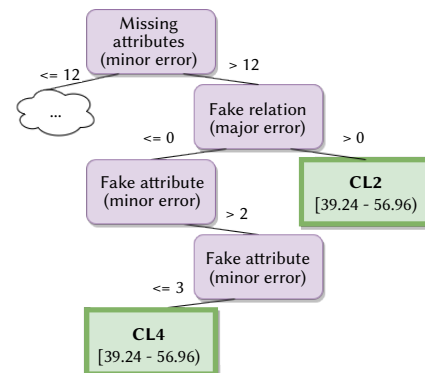 Missing
attributes
(minor error)
<= 12
> 12
...
Fake relation
(major error)
<= 0
> 0
Fake attribute
(minor error)
CL2
[39.24 - 56.96)
> 2
Fake attribute
(minor error)
<= 3
CL4
[39.24 - 56.96)